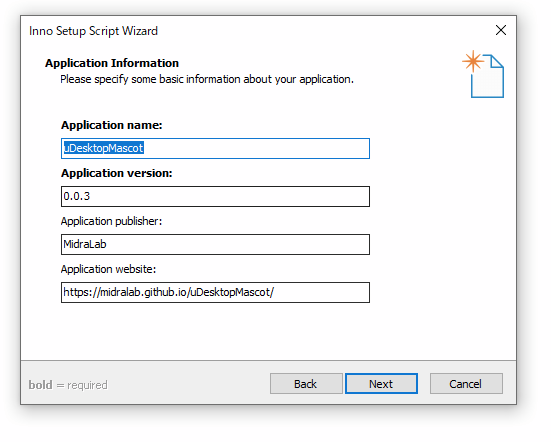 Inno Setup Script Wizard
Application Information
Please specify some basic information about your application.
Application name:
uDesktopMascot
Application version:
0.0.3
Application publisher:
MidraLab
Application website:
https://midralab.github.io/uDesktopMascot/
bold = required
Back
Next
Cancel